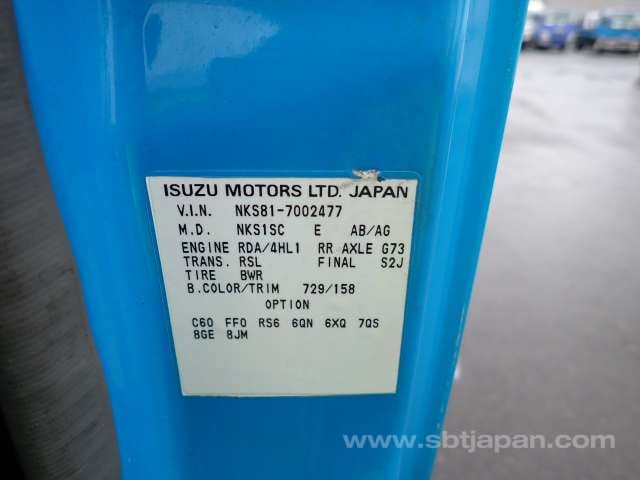 ISUZU MOTORS LTD. JAPAN
V.I.N. NKS81-7002477
M.D. NKS1SC E AB/AG
ENGINE RDA/4HL1 RR AXLE G73
TRANS. RSL FINAL S2J
TIRE BWR
B.COLOR/TRIM 729/158
OPTION
C60 FF0 RS6 6QN 6XQ 7QS
8GE 8JM
www.sbtjapan.com